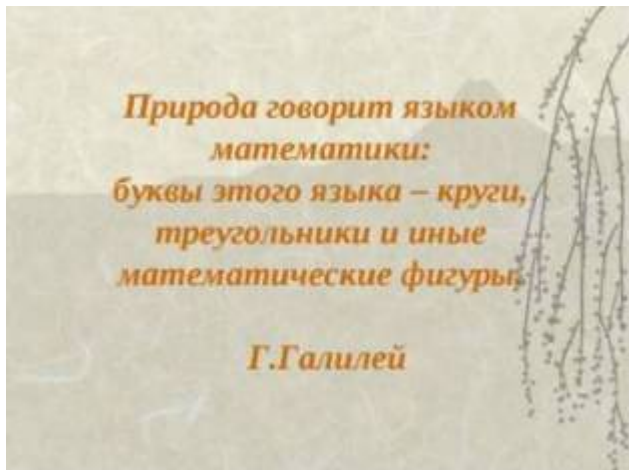 Природа говорит языком
математики:
буквы этого языка – круги,
треугольники и иные
математические фигуры.
Г.Галилей